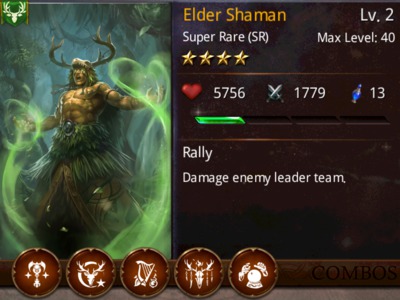 Elder Shaman Lv. 2
Super Rare (SR) Max Level: 40
5756 1779 13
Rally
Damage enemy leader team.
COMBOS